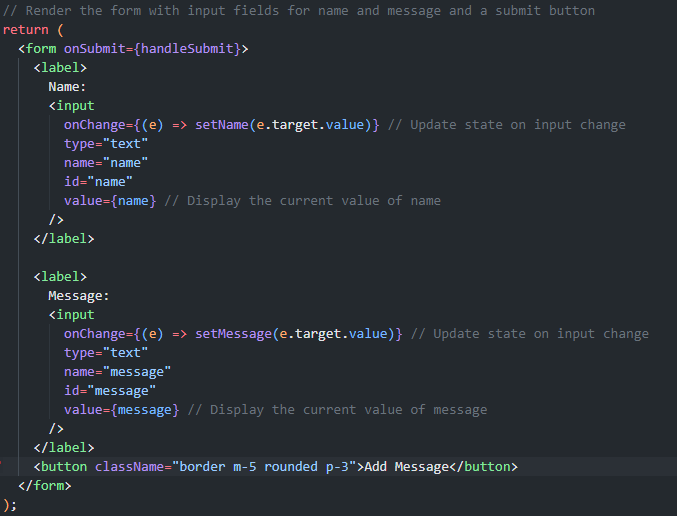 // Render the form with input fields for name and message and a submit button
return (
  <form onSubmit={handleSubmit}>
    <label>
      Name:
      <input
        onChange={(e) => setName(e.target.value)} // Update state on input change
        type="text"
        name="name"
        id="name"
        value={name} // Display the current value of name
      />
    </label>

    <label>
      Message:
      <input
        onChange={(e) => setMessage(e.target.value)} // Update state on input change
        type="text"
        name="message"
        id="message"
        value={message} // Display the current value of message
      />
    </label>
    <button className="border m-5 rounded p-3">Add Message</button>
  </form>
);